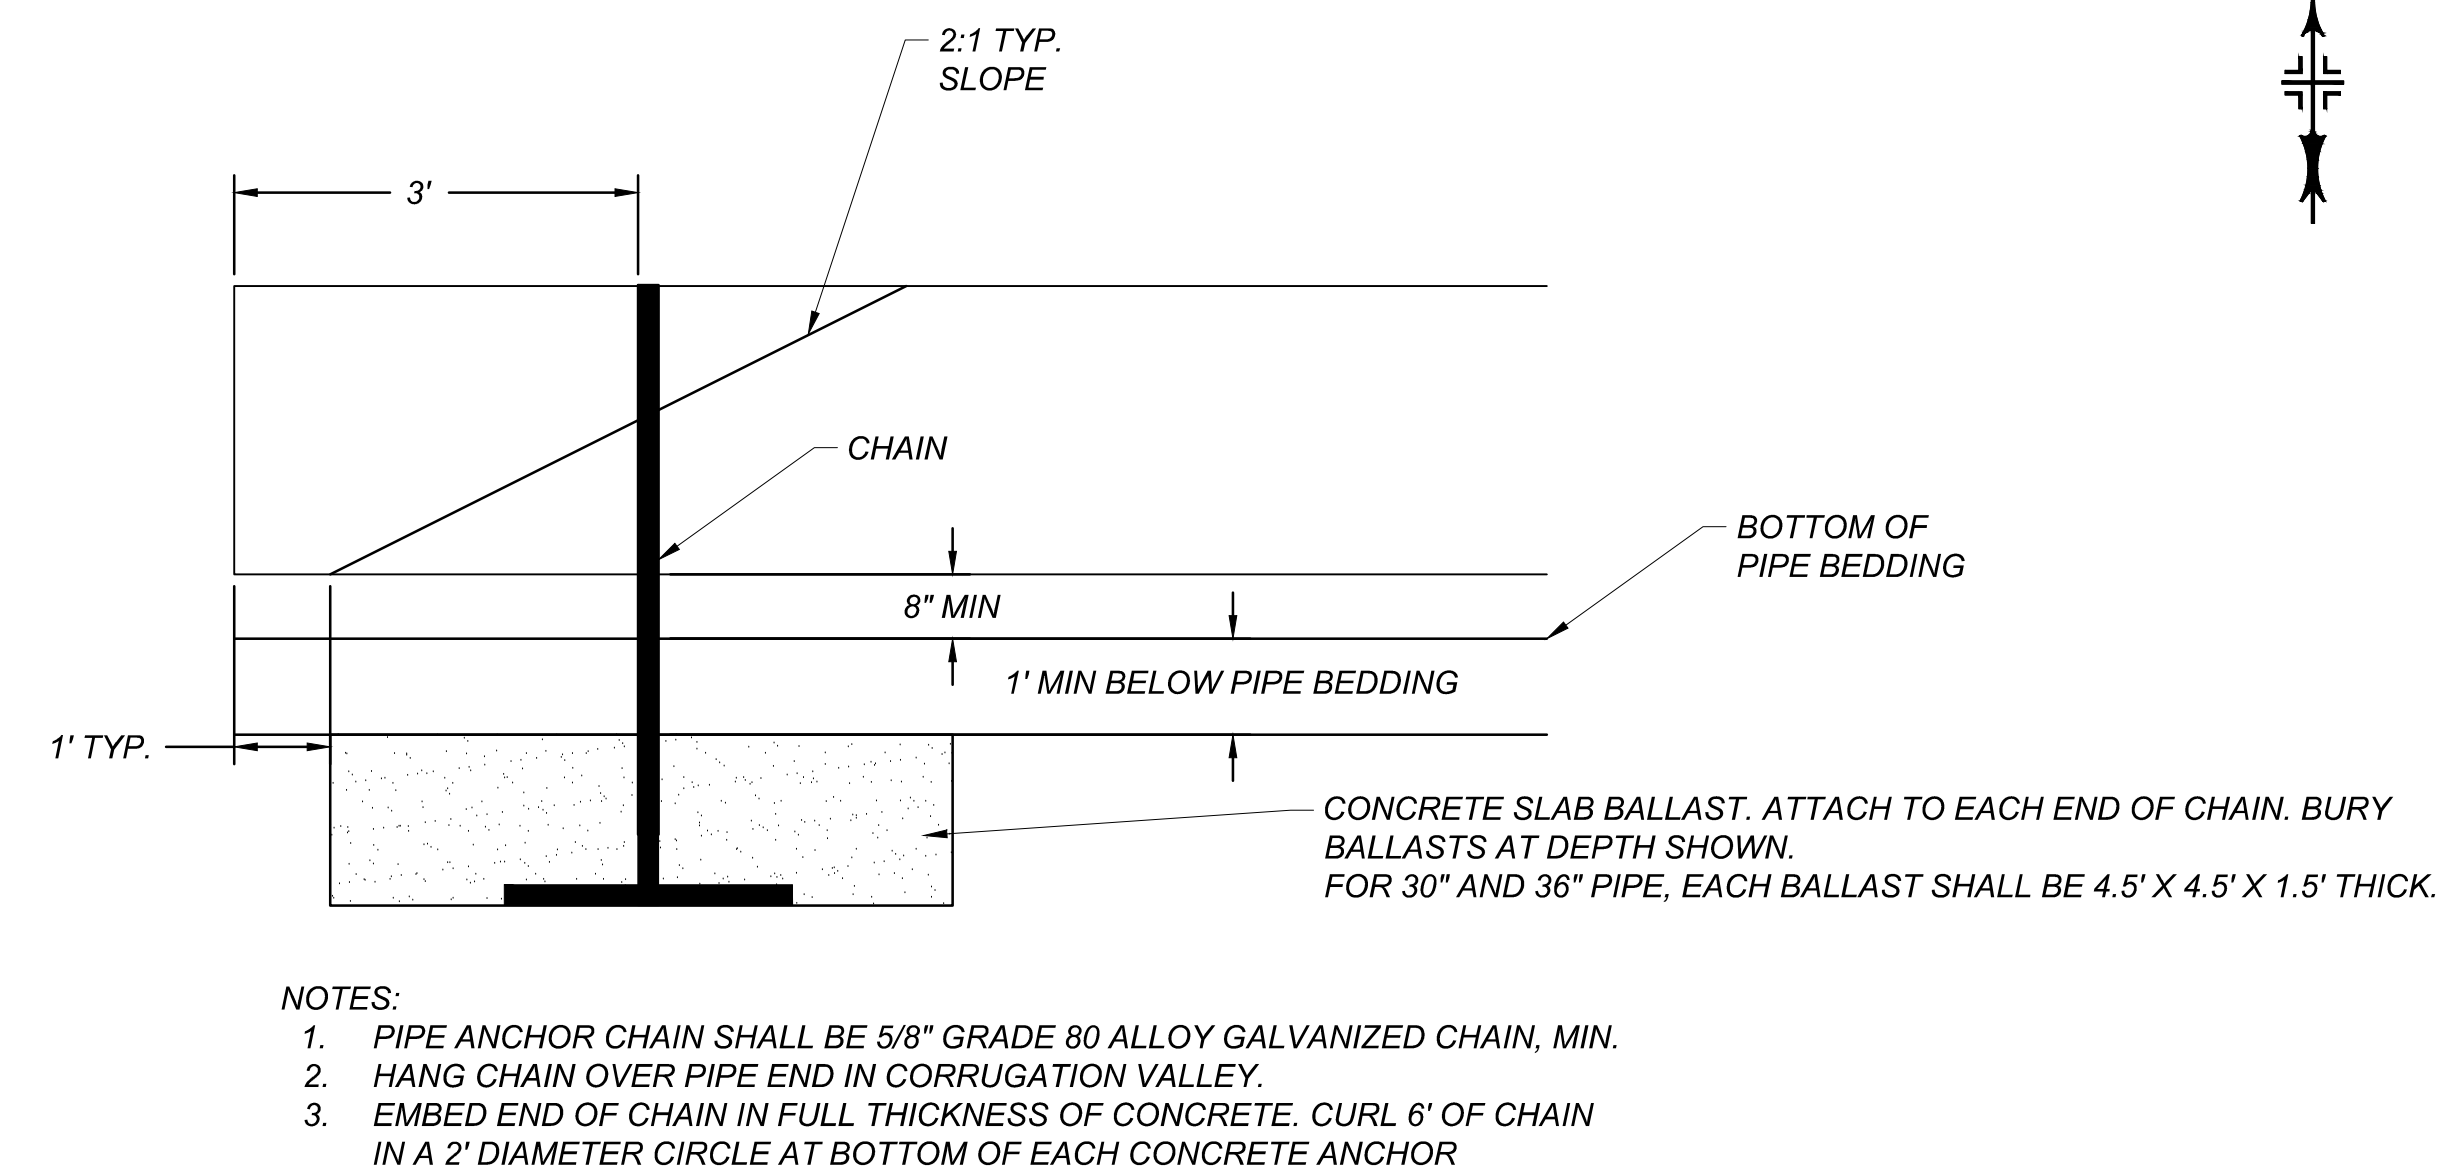 2:1 TYP.
SLOPE
3'
CHAIN
BOTTOM OF
PIPE BEDDING
8" MIN
1' MIN BELOW PIPE BEDDING
1' TYP.
CONCRETE SLAB BALLAST. ATTACH TO EACH END OF CHAIN. BURY
BALLASTS AT DEPTH SHOWN.
FOR 30" AND 36" PIPE, EACH BALLAST SHALL BE 4.5' X 4.5' X 1.5' THICK.
NOTES:
1. PIPE ANCHOR CHAIN SHALL BE 5/8" GRADE 80 ALLOY GALVANIZED CHAIN, MIN.
2. HANG CHAIN OVER PIPE END IN CORRUGATION VALLEY.
3. EMBED END OF CHAIN IN FULL THICKNESS OF CONCRETE. CURL 6' OF CHAIN
IN A 2' DIAMETER CIRCLE AT BOTTOM OF EACH CONCRETE ANCHOR